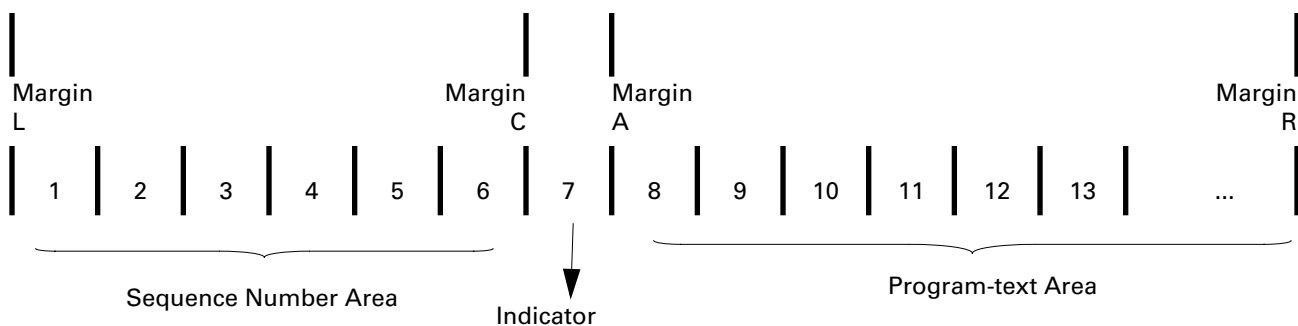 Margin Margin Margin Margin
L C A R
1 2 3 4 5 6 7 8 9 10 11 12 13 ...
Sequence Number Area Program-text Area
Indicator